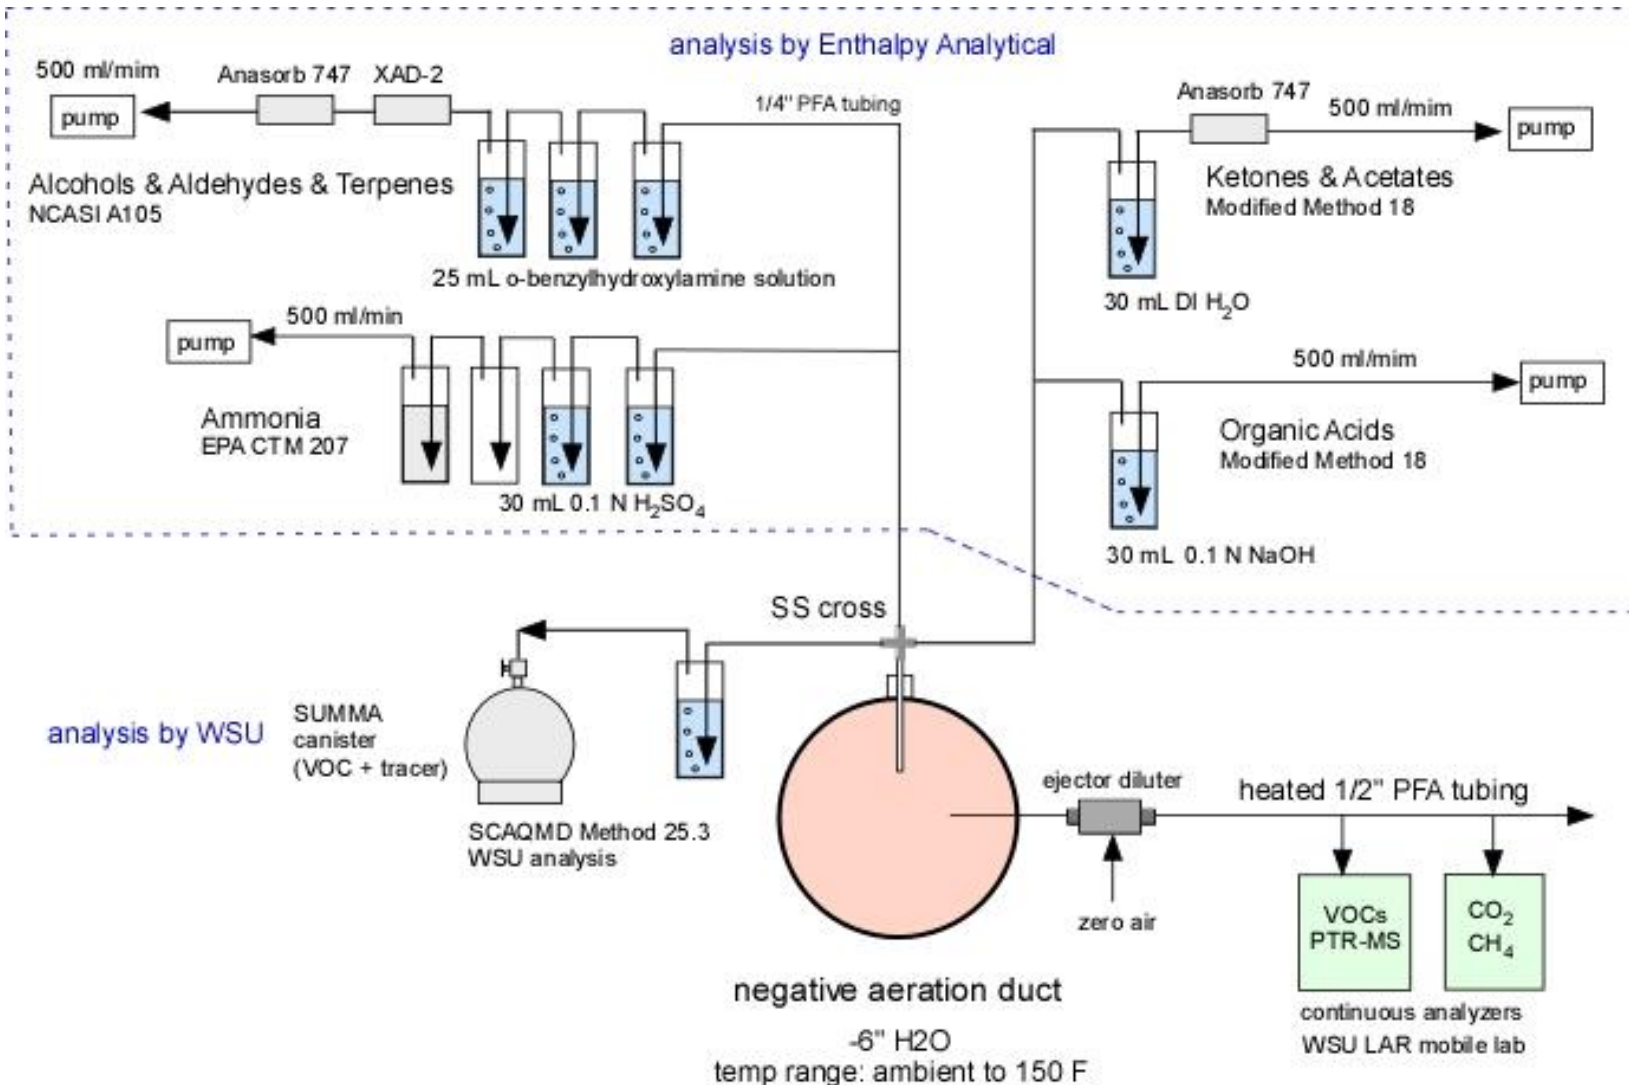 analysis by Enthalpy Analytical
500 ml/mim
Anasorb 747
XAD-2
pump
1/4" PFA tubing
Alcohols & Aldehydes & Terpenes
NCASI A105
25 mL o-benzylhydroxylamine solution
Anasorb 747
500 ml/mim
pump
Ketones & Acetates
Modified Method 18
30 mL DI H₂O
500 ml/min
pump
Ammonia
EPA CTM 207
30 mL 0.1 N H₂SO₄
500 ml/mim
pump
Organic Acids
Modified Method 18
30 mL 0.1 N NaOH
SS cross
analysis by WSU
SUMMA
canister
(VOC + tracer)
SCAQMD Method 25.3
WSU analysis
ejector diluter
zero air
heated 1/2" PFA tubing
VOCs
PTR-MS
CO₂
CH₄
continuous analyzers
WSU LAR mobile lab
negative aeration duct
-6" H2O
temp range: ambient to 150 F